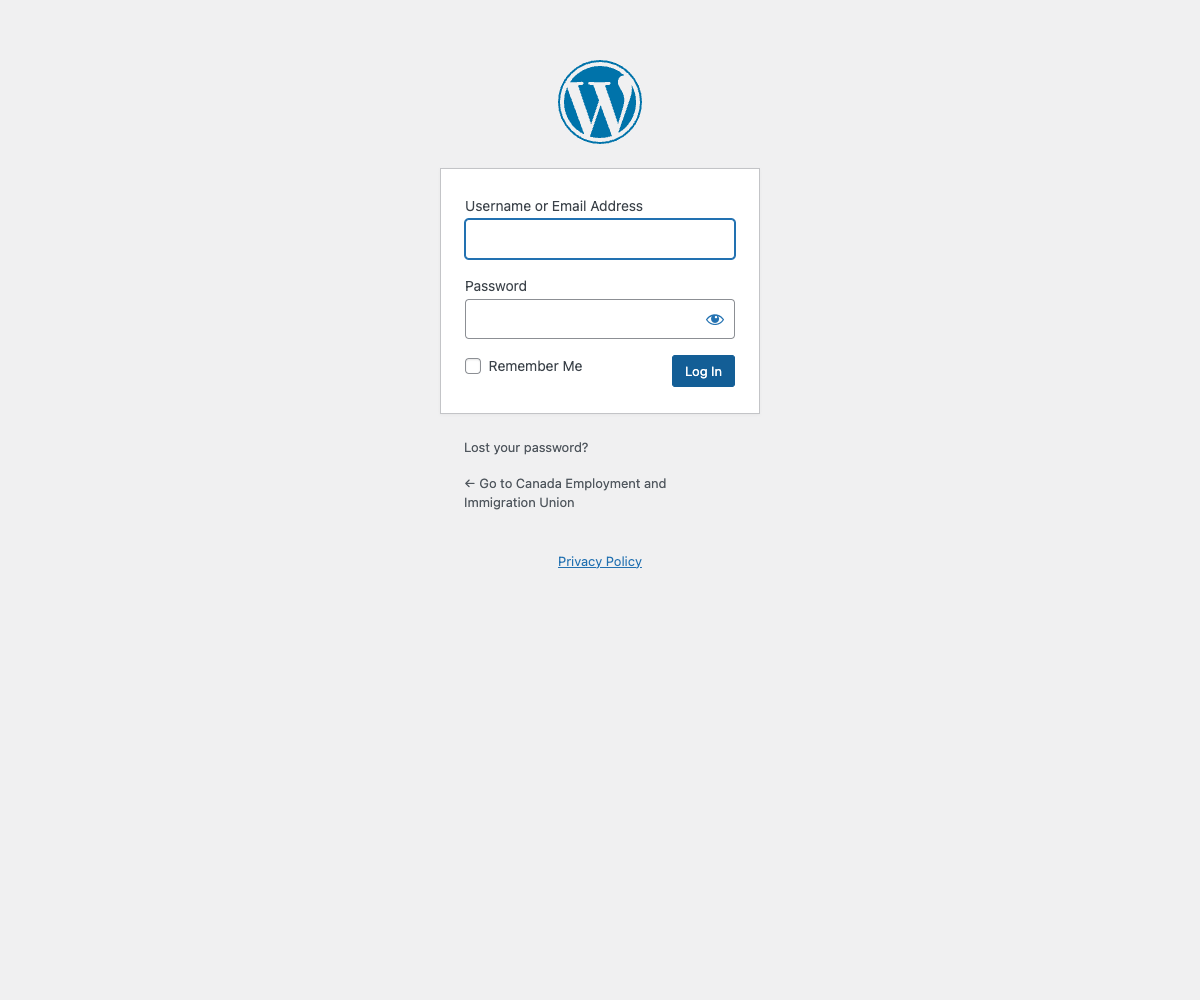 Username or Email Address
Password
Remember Me
Log In
Lost your password?
← Go to Canada Employment and
Immigration Union
Privacy Policy